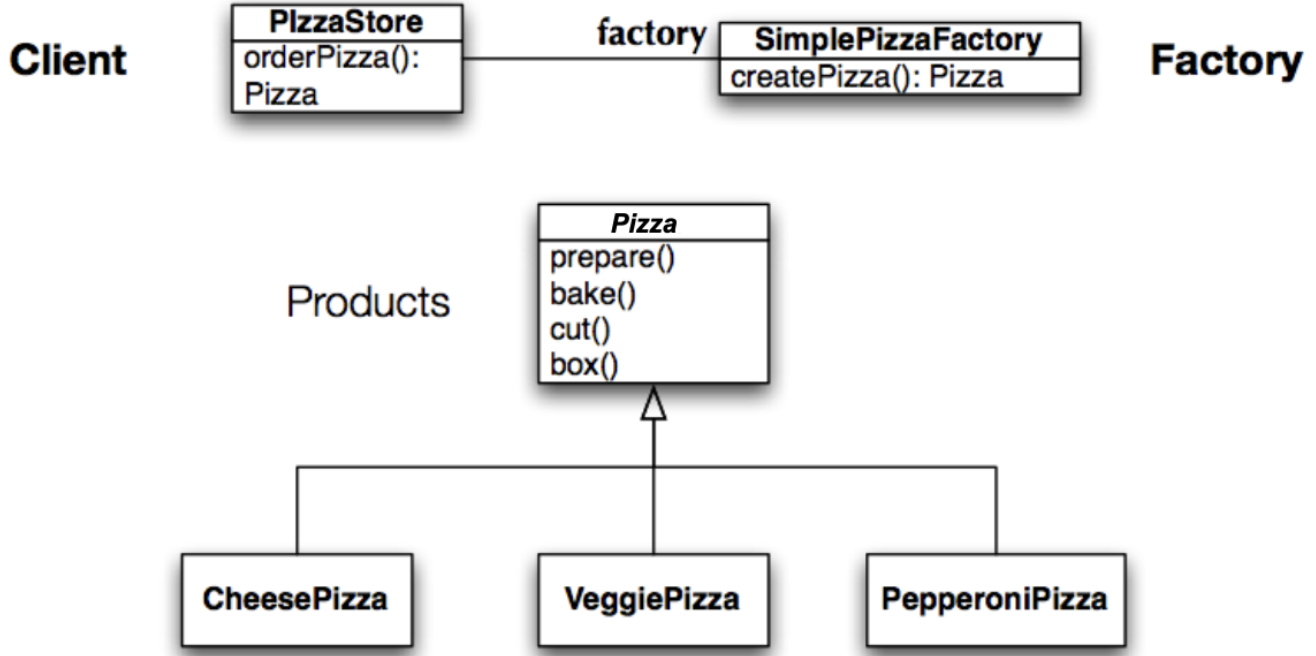 Client
PIzzaStore
orderPizza():
Pizza
factory
SimplePizzaFactory
createPizza(): Pizza
Factory
Products
Pizza
prepare()
bake()
cut()
box()
CheesePizza
VeggiePizza
PepperoniPizza